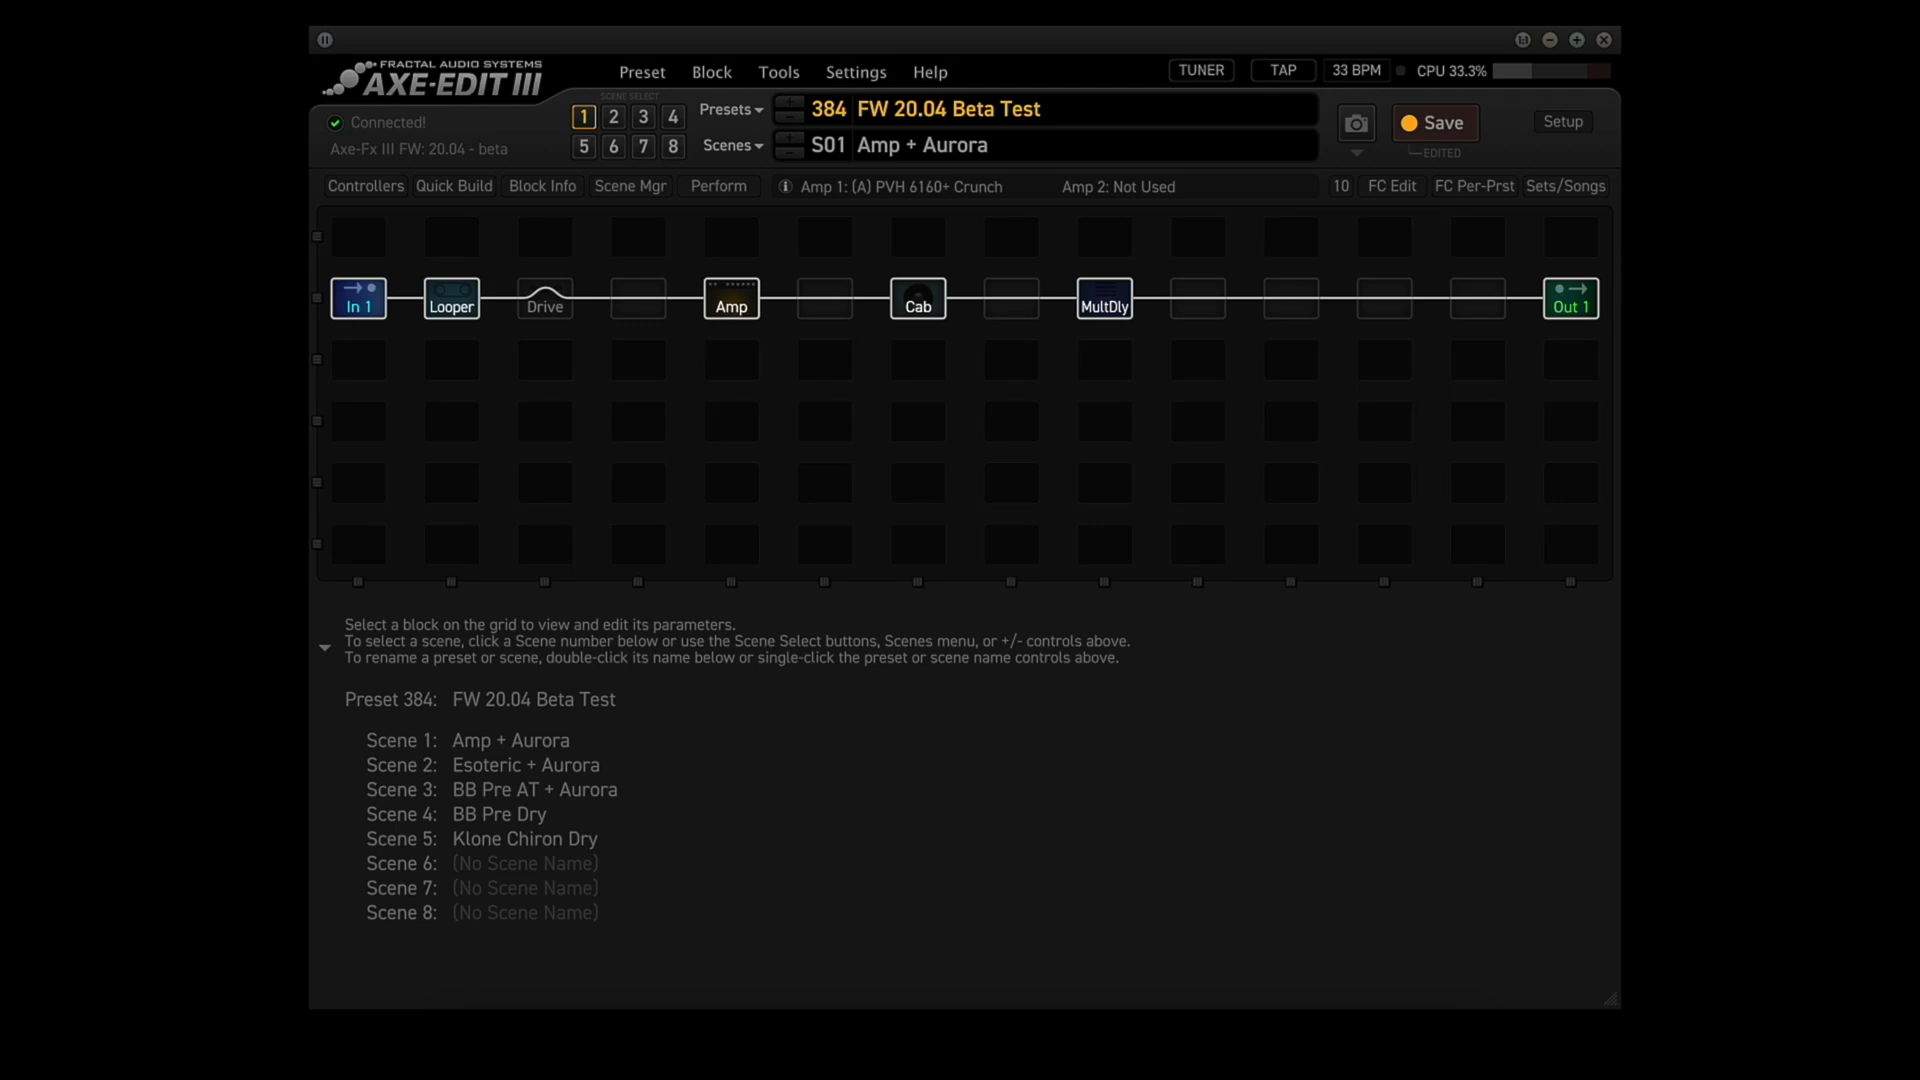 FRACTAL AUDIO SYSTEMS
AXE-EDIT III
Preset Block Tools Settings Help
TUNER TAP 33 BPM CPU 33.3%
SCENE SELECT
1 2 3 4
5 6 7 8
Presets
384 FW 20.04 Beta Test
Scenes
S01 Amp + Aurora
Connected!
Axe-Fx III FW: 20.04 - beta
Save
EDITED
Setup
Controllers Quick Build Block Info Scene Mgr Perform
Amp 1: (A) PVH 6160+ Crunch Amp 2: Not Used
10 FC Edit FC Per-Prst Sets/Songs
In 1 Looper Drive Amp Cab MultDly Out 1
Select a block on the grid to view and edit its parameters.
To select a scene, click a Scene number below or use the Scene Select buttons, Scenes menu, or +/- controls above.
To rename a preset or scene, double-click its name below or single-click the preset or scene name controls above.
Preset 384: FW 20.04 Beta Test
Scene 1: Amp + Aurora
Scene 2: Esoteric + Aurora
Scene 3: BB Pre AT + Aurora
Scene 4: BB Pre Dry
Scene 5: Klone Chiron Dry
Scene 6: (No Scene Name)
Scene 7: (No Scene Name)
Scene 8: (No Scene Name)